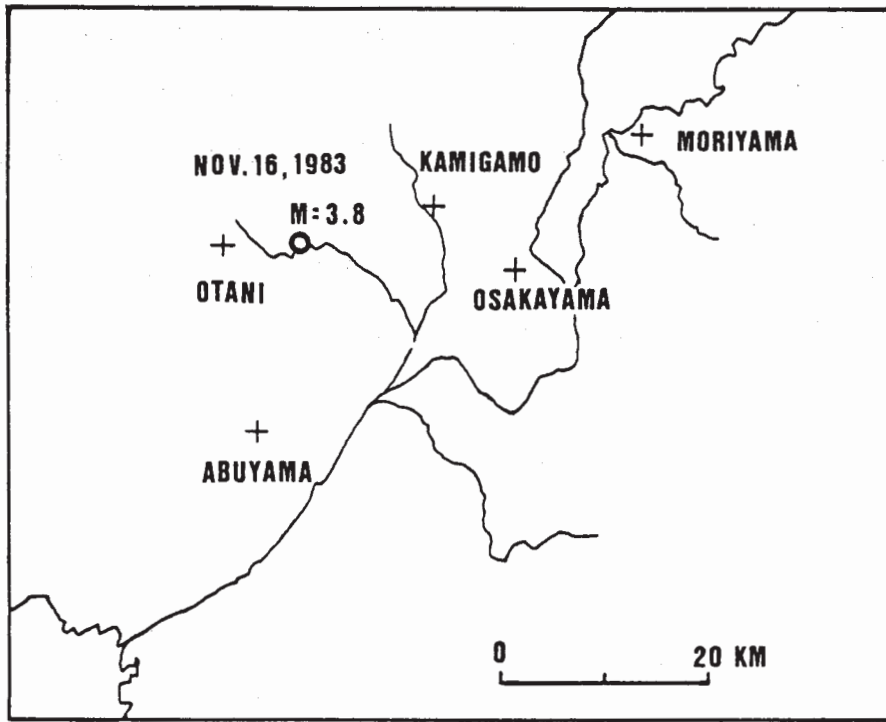 MORIYAMA
KAMIGAMO
NOV. 16, 1983
M=3.8
OTANI
OSAKAYAMA
ABUYAMA
0 20 KM